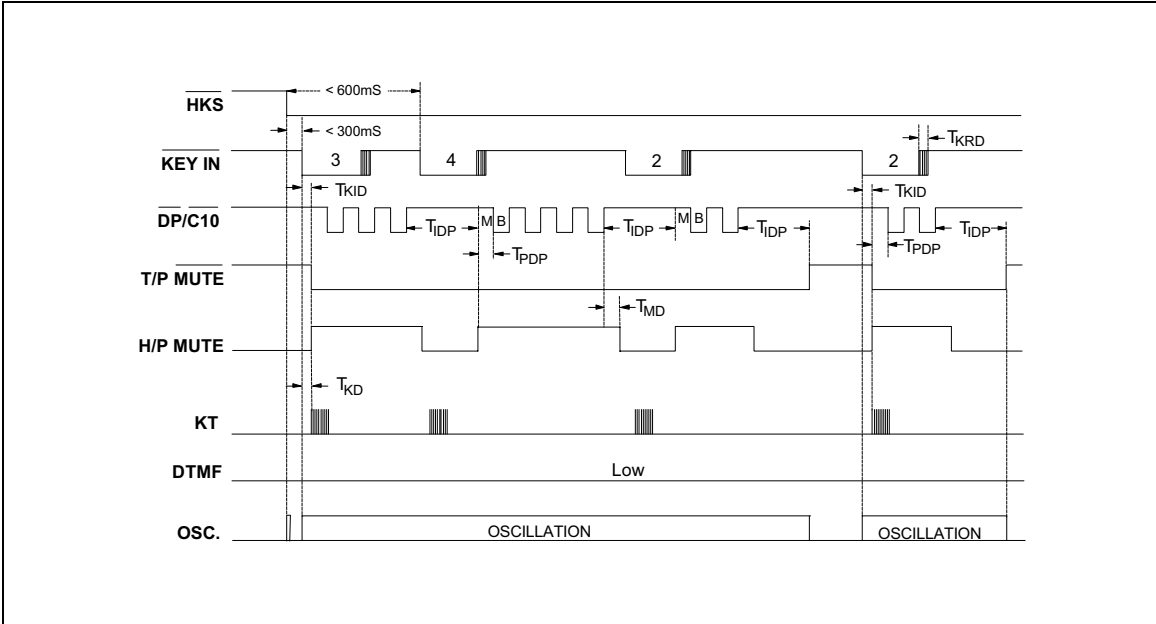 HKS
< 600mS
< 300mS
KEY IN
3
4
2
2
TKRD
TKID
TKID
DP/C10
TIDP
M B
TIDP
M B
TIDP
TIDP
TPDP
TPDP
T/P MUTE
TMD
H/P MUTE
TKD
KT
DTMF
Low
OSC.
OSCILLATION
OSCILLATION